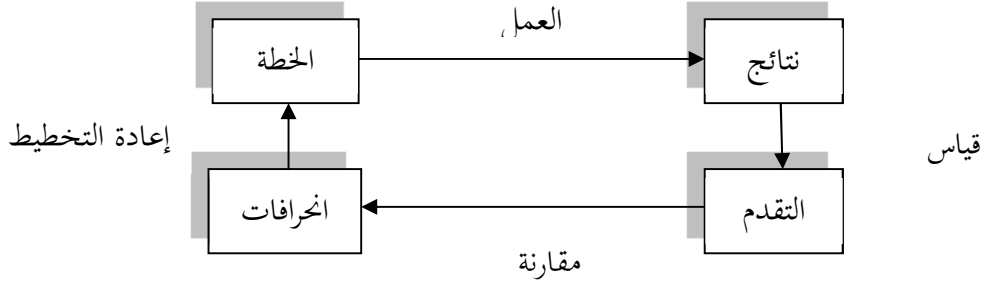 العمل
نتائج
الخطة
قياس
إعادة التخطيط
التقدم
انحرافات
مقارنة